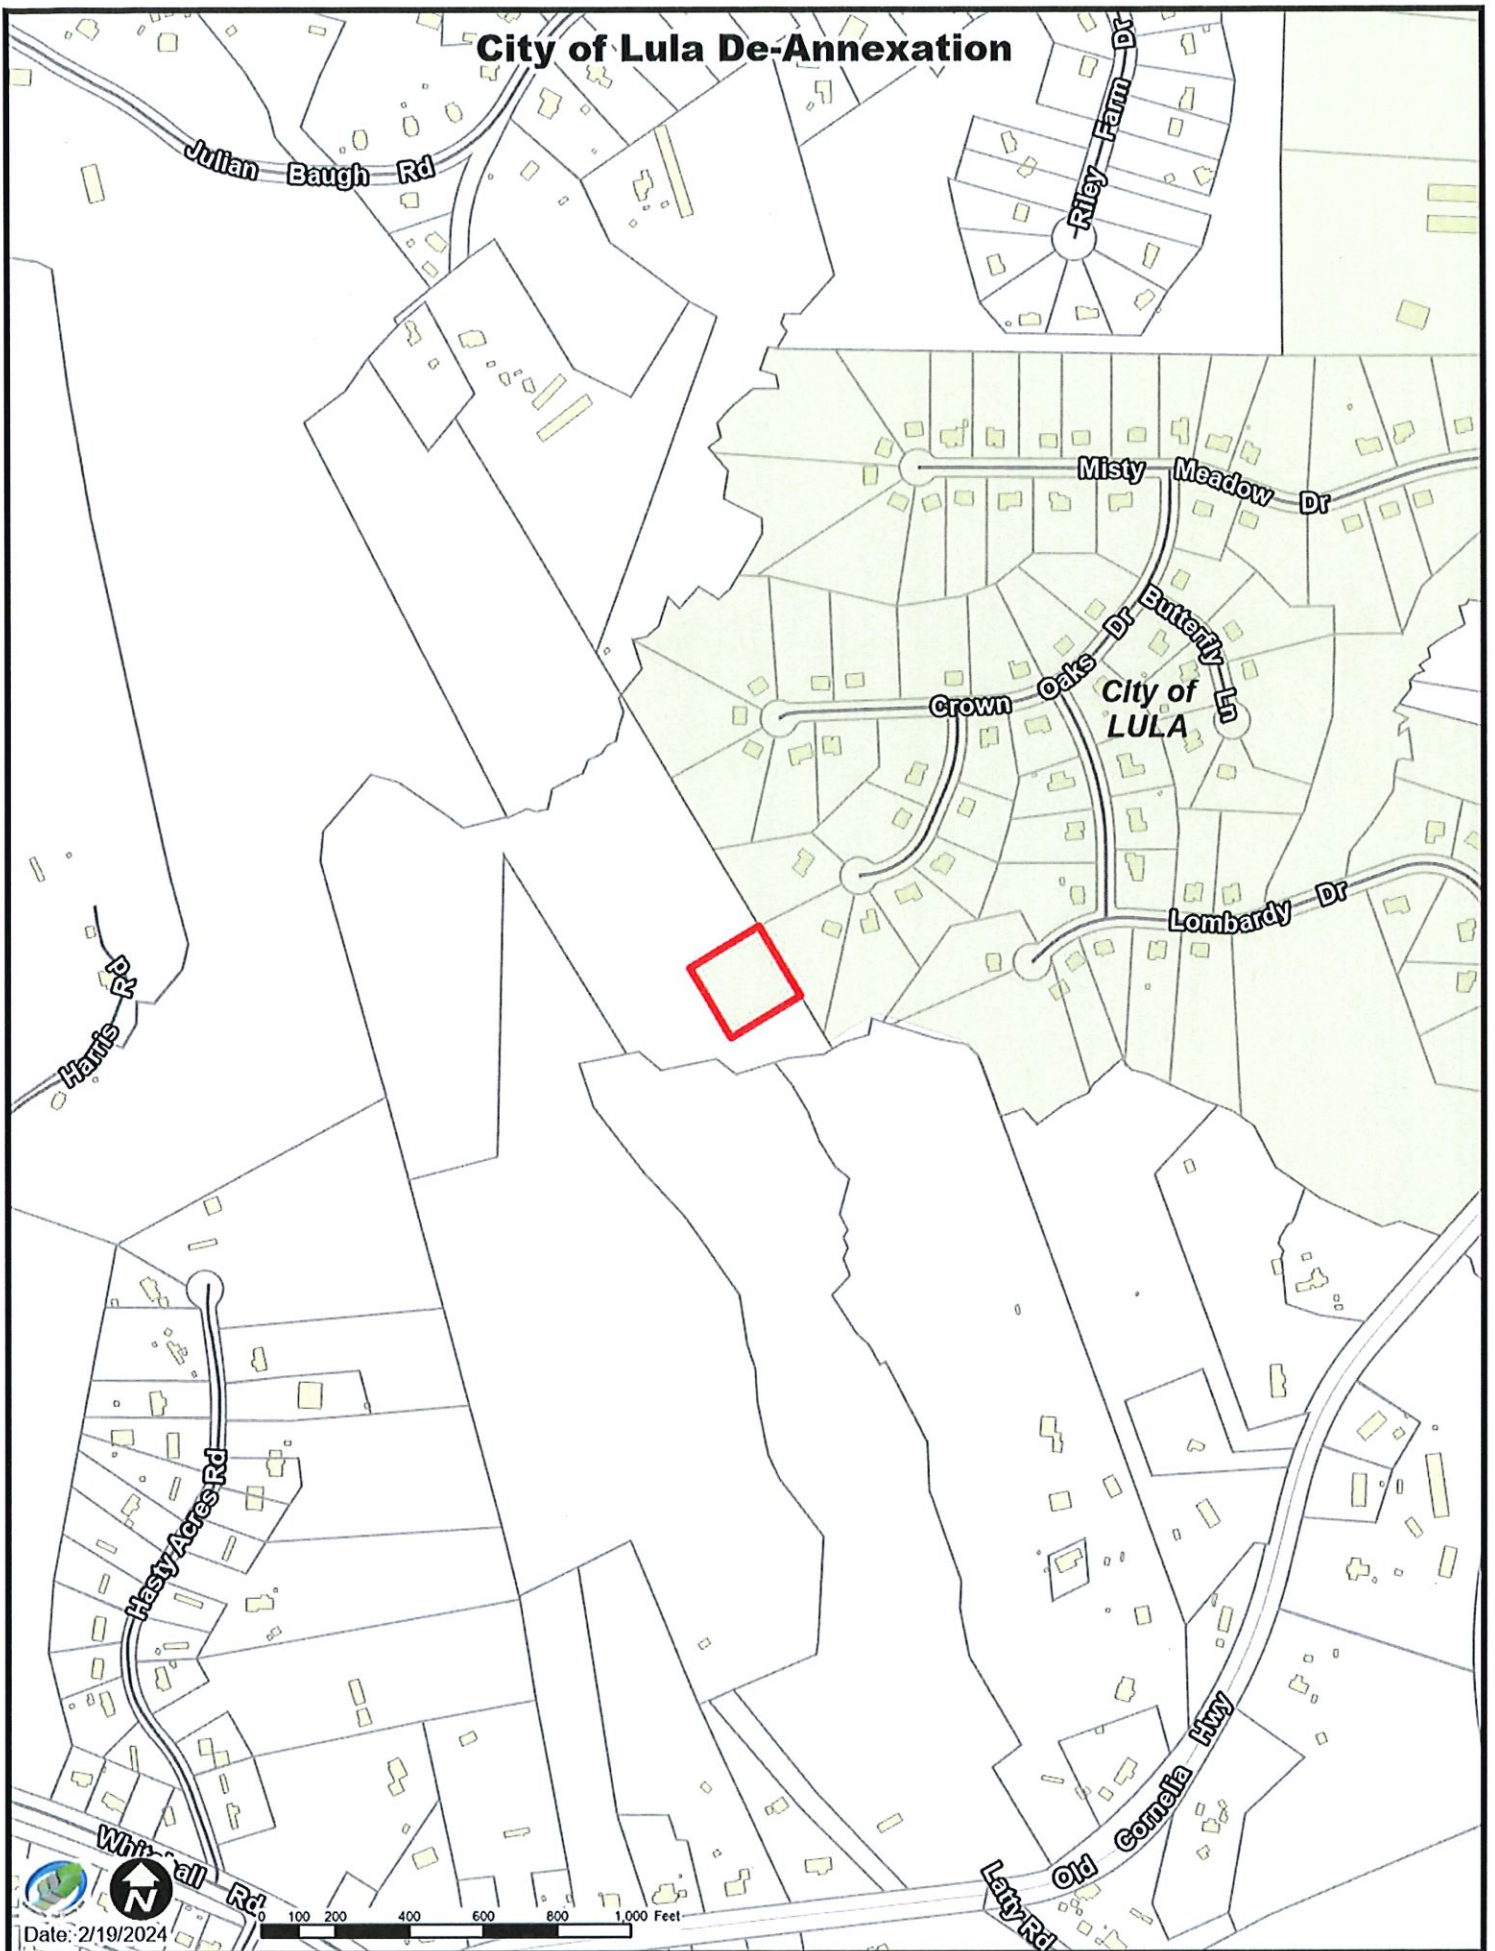 City of Lula De-Annexation
Riley Farm Dr
Julian Baugh Rd
Misty Meadow Dr
Butterfly Ln
Crown Oaks Dr
City of
LULA
Lombardy Dr
Harris Rd
Hasty Acres Rd
Old Cornelia Hwy
Latty Rd
Rd
N
Date: 2/19/2024
0 100 200 400 600 800 1,000 Feet